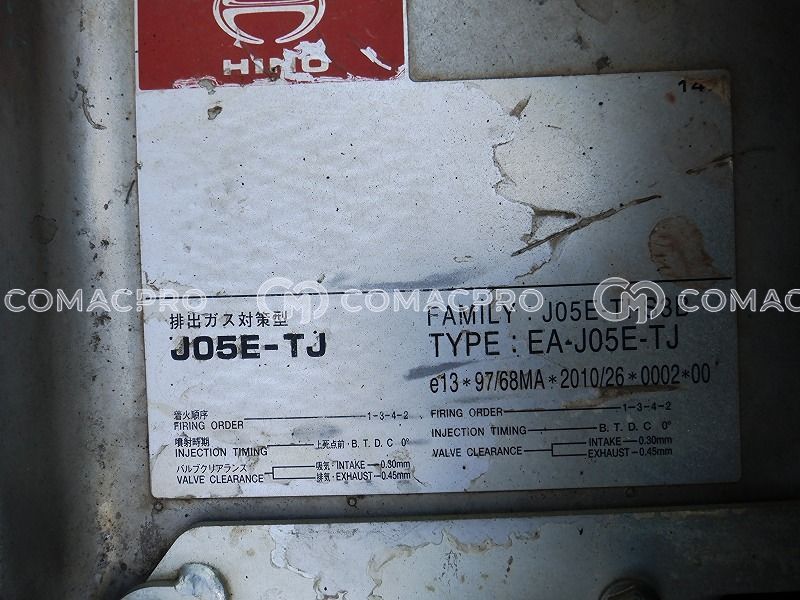 HINO
14
排出ガス対策型
J05E-TJ
FAMILY : J05E
TYPE : EA-J05E-TJ
e13*97/68MA*2010/26*0002*00
着火順序
FIRING ORDER 1-3-4-2
噴射時期
INJECTION TIMING 上死点前・B.T.D.C 0°
バルブクリアランス
VALVE CLEARANCE
吸気：INTAKE 0.30mm
排気：EXHAUST 0.45mm
FIRING ORDER 1-3-4-2
INJECTION TIMING B.T.D.C 0°
VALVE CLEARANCE
INTAKE 0.30mm
EXHAUST 0.45mm
COMACPRO COMACPRO COMACPRO